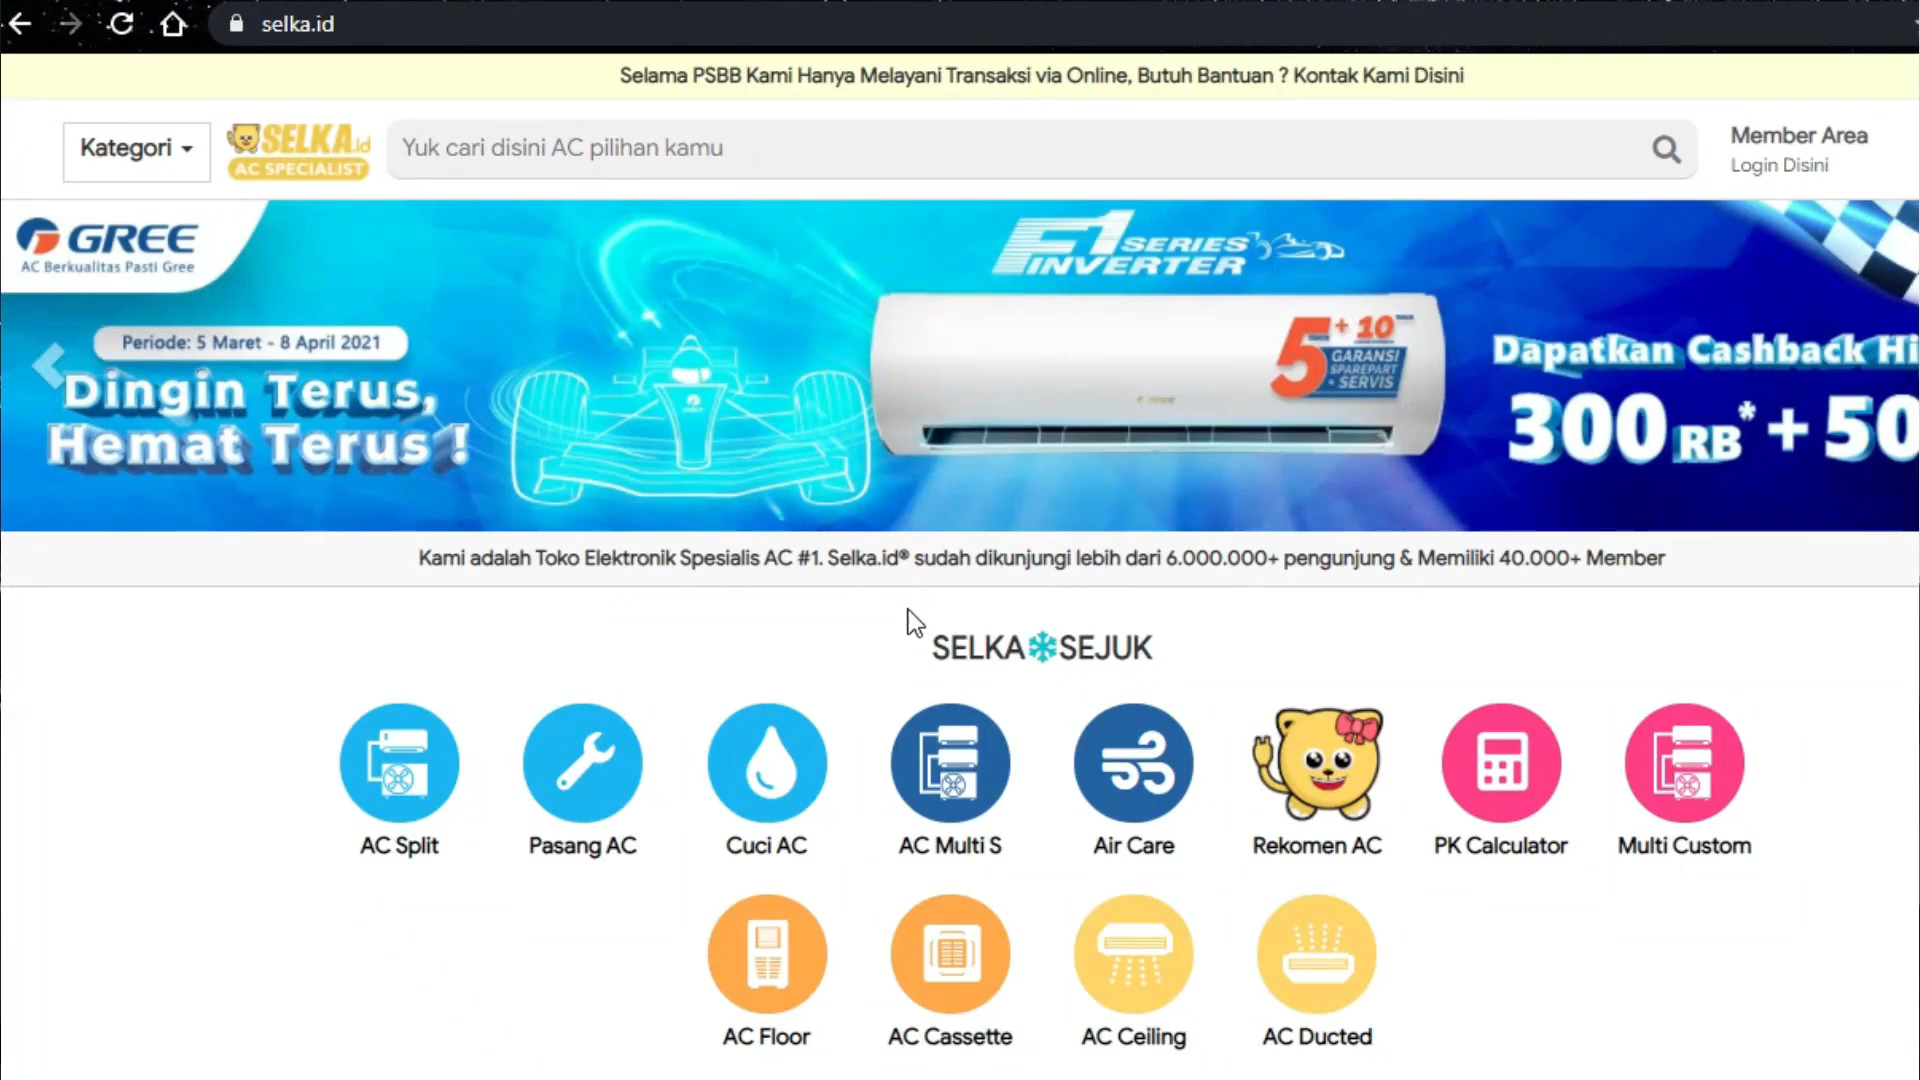 selka.id
Selama PSBB Kami Hanya Melayani Transaksi via Online, Butuh Bantuan ? Kontak Kami Disini
Kategori
SELKA.id
AC SPECIALIST
Yuk cari disini AC pilihan kamu
Member Area
Login Disini
GREE
AC Berkualitas Pasti Gree
F1 SERIES
INVERTER
Periode: 5 Maret - 8 April 2021
Dingin Terus,
Hemat Terus !
5 + 10
GARANSI
SPAREPART
+ SERVIS
Dapatkan Cashback Hi
300 RB* + 50
Kami adalah Toko Elektronik Spesialis AC #1. Selka.id® sudah dikunjungi lebih dari 6.000.000+ pengunjung & Memiliki 40.000+ Member
SELKA SEJUK
AC Split
Pasang AC
Cuci AC
AC Multi S
Air Care
Rekomen AC
PK Calculator
Multi Custom
AC Floor
AC Cassette
AC Ceiling
AC Ducted